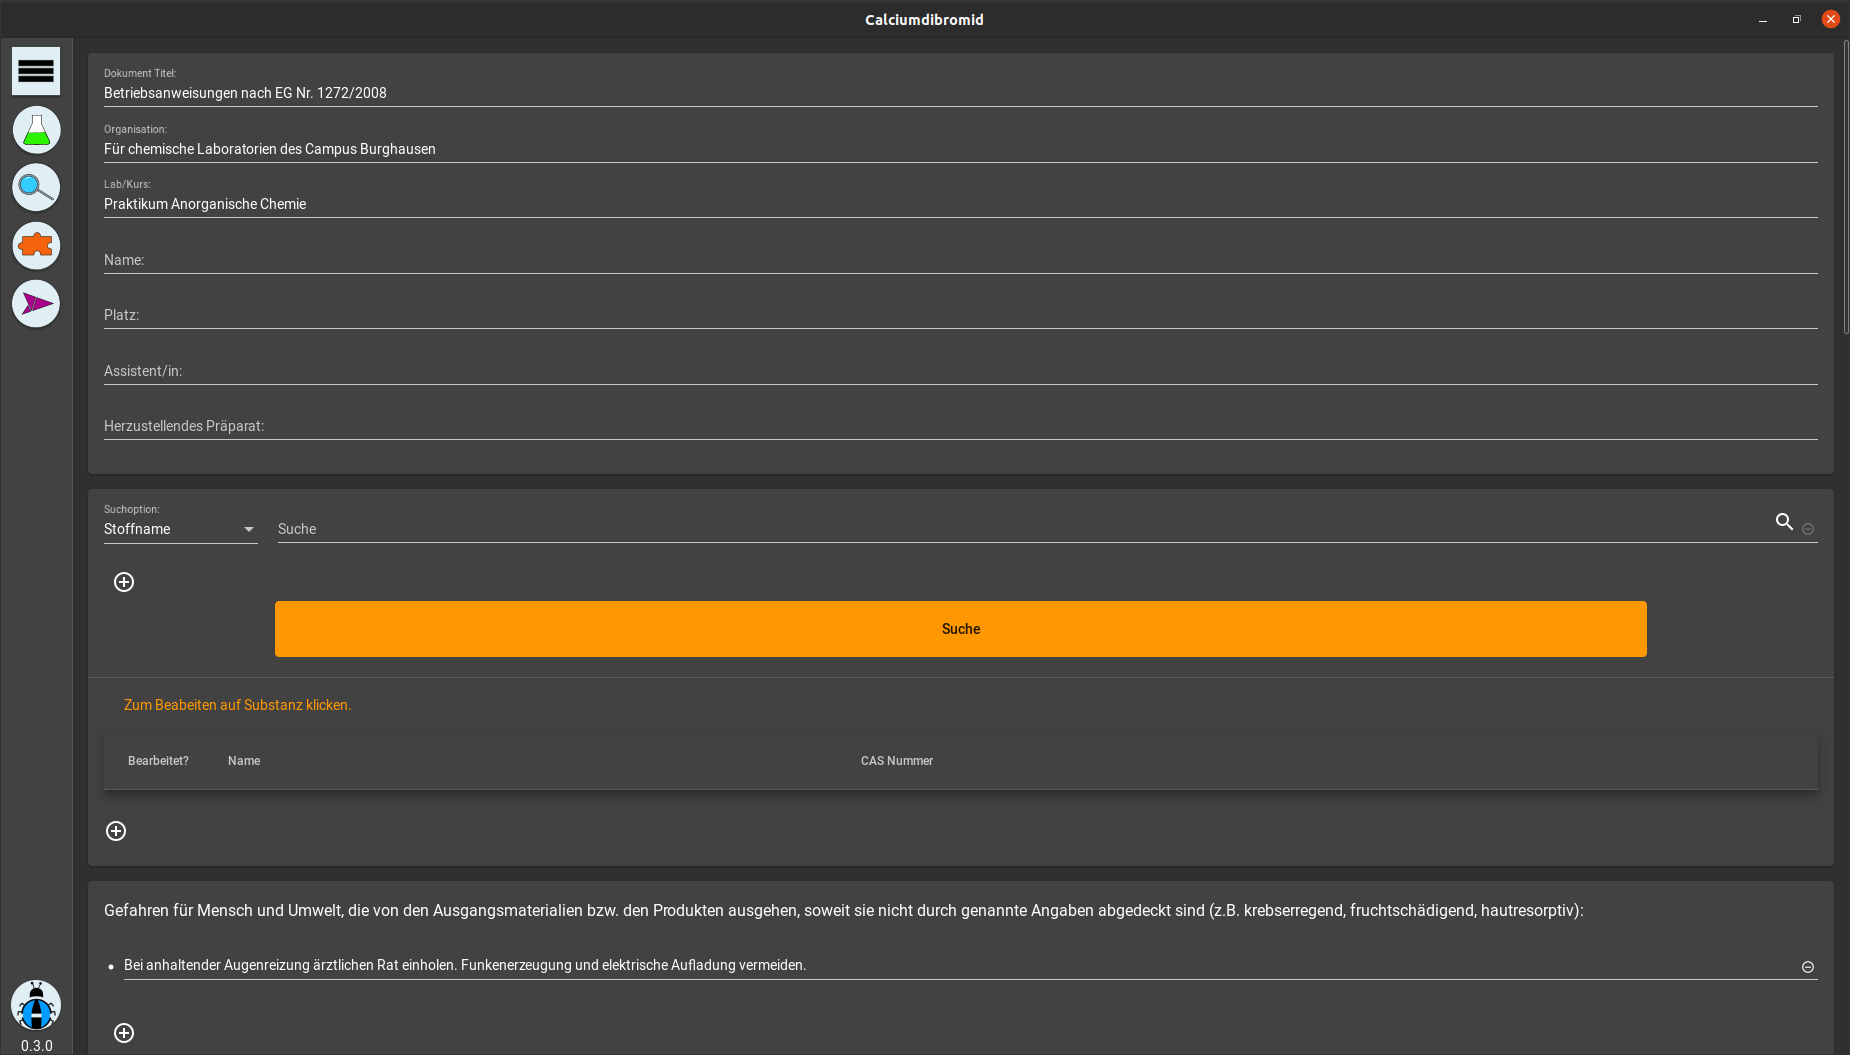 Calciumdibromid
Dokument Titel:
Betriebsanweisungen nach EG Nr. 1272/2008
Organisation:
Für chemische Laboratorien des Campus Burghausen
Lab/Kurs:
Praktikum Anorganische Chemie
Name:
Platz:
Assistent/in:
Herzustellendes Präparat:
Suchoption:
Stoffname
Suche
Suche
Zum Beabeiten auf Substanz klicken.
Bearbeitet? Name CAS Nummer
Gefahren für Mensch und Umwelt, die von den Ausgangsmaterialien bzw. den Produkten ausgehen, soweit sie nicht durch genannte Angaben abgedeckt sind (z.B. krebserregend, fruchtschädigend, hautresorptiv):
• Bei anhaltender Augenreizung ärztlichen Rat einholen. Funkenerzeugung und elektrische Aufladung vermeiden.
0.3.0